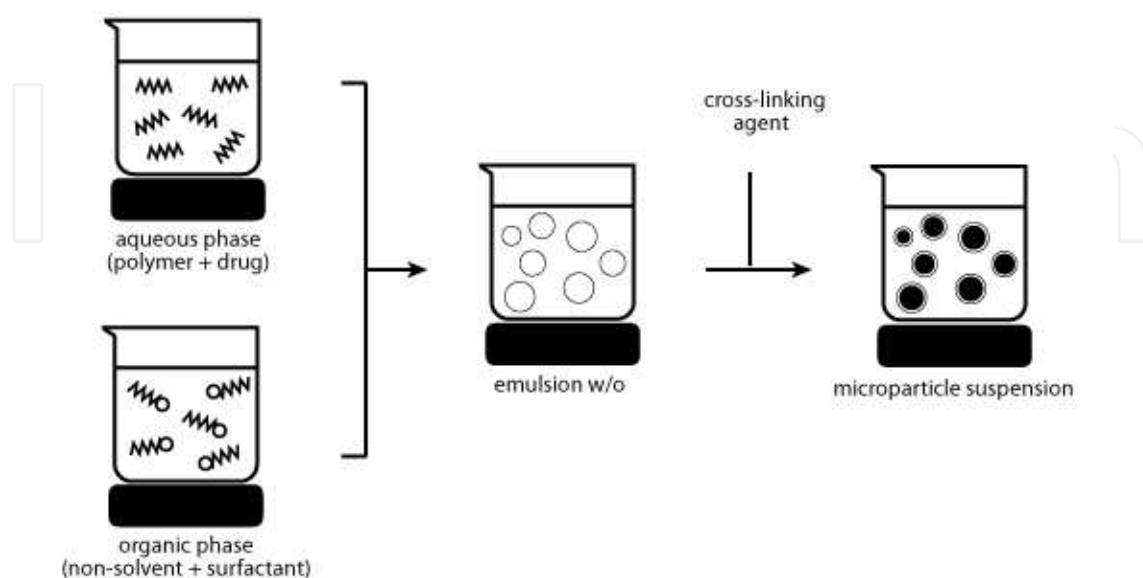 aqueous phase
(polymer + drug)
organic phase
(non-solvent + surfactant)
emulsion w/o
cross-linking
agent
microparticle suspension